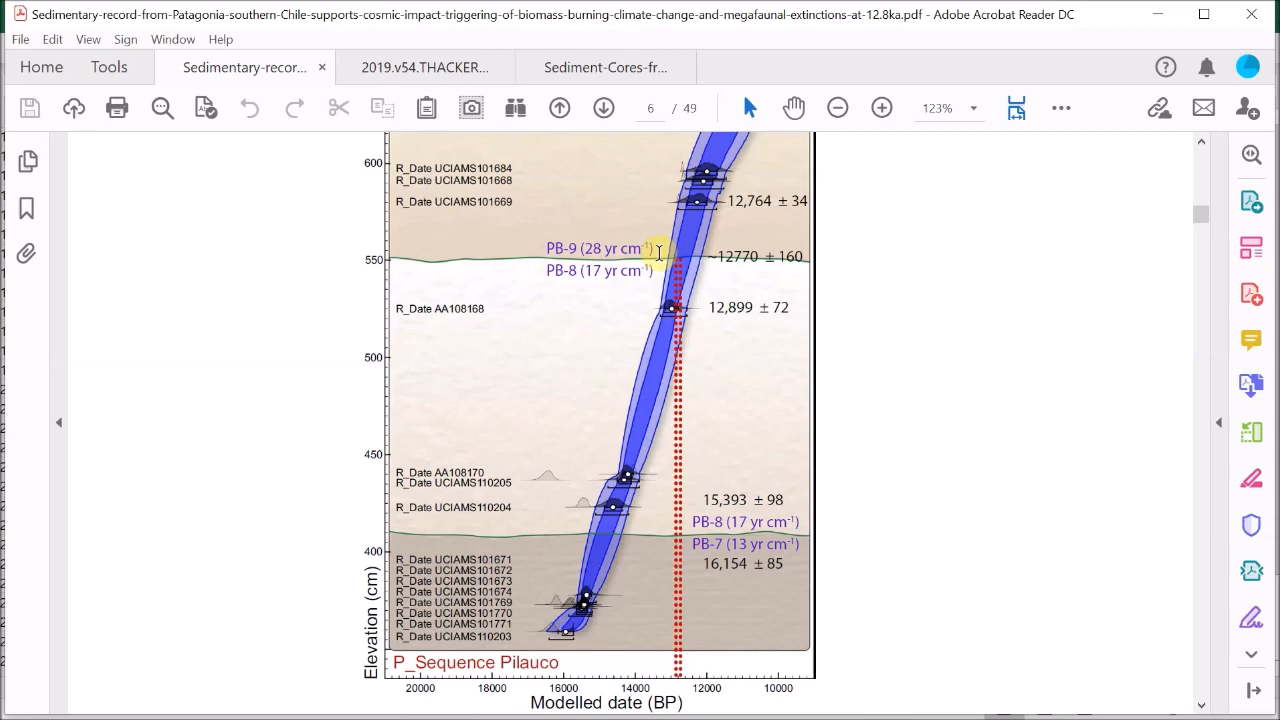 Sedimentary-record-from-Patagonia-southern-Chile-supports-cosmic-impact-triggering-of-biomass-burning-climate-change-and-megafaunal-extinctions-at-12.8ka.pdf - Adobe Acrobat Reader DC
File Edit View Sign Window Help
Home Tools Sedimentary-recor... × 2019.v54.THACKER... Sediment-Cores-fr...
6 / 49 123%
600
R_Date UCIAMS101684
R_Date UCIAMS101668
R_Date UCIAMS101669 12,764 ± 34
PB-9 (28 yr cm⁻¹)
550 ~12770 ± 160
PB-8 (17 yr cm⁻¹)
R_Date AA108168 12,899 ± 72
500
450
R_Date AA108170
R_Date UCIAMS110205
15,393 ± 98
R_Date UCIAMS110204
PB-8 (17 yr cm⁻¹)
PB-7 (13 yr cm⁻¹)
400
R_Date UCIAMS101671 16,154 ± 85
R_Date UCIAMS101672
R_Date UCIAMS101673
R_Date UCIAMS101674
R_Date UCIAMS101769
R_Date UCIAMS101770
R_Date UCIAMS101771
R_Date UCIAMS110203
Elevation (cm)
P_Sequence Pilauco
20000 18000 16000 14000 12000 10000
Modelled date (BP)